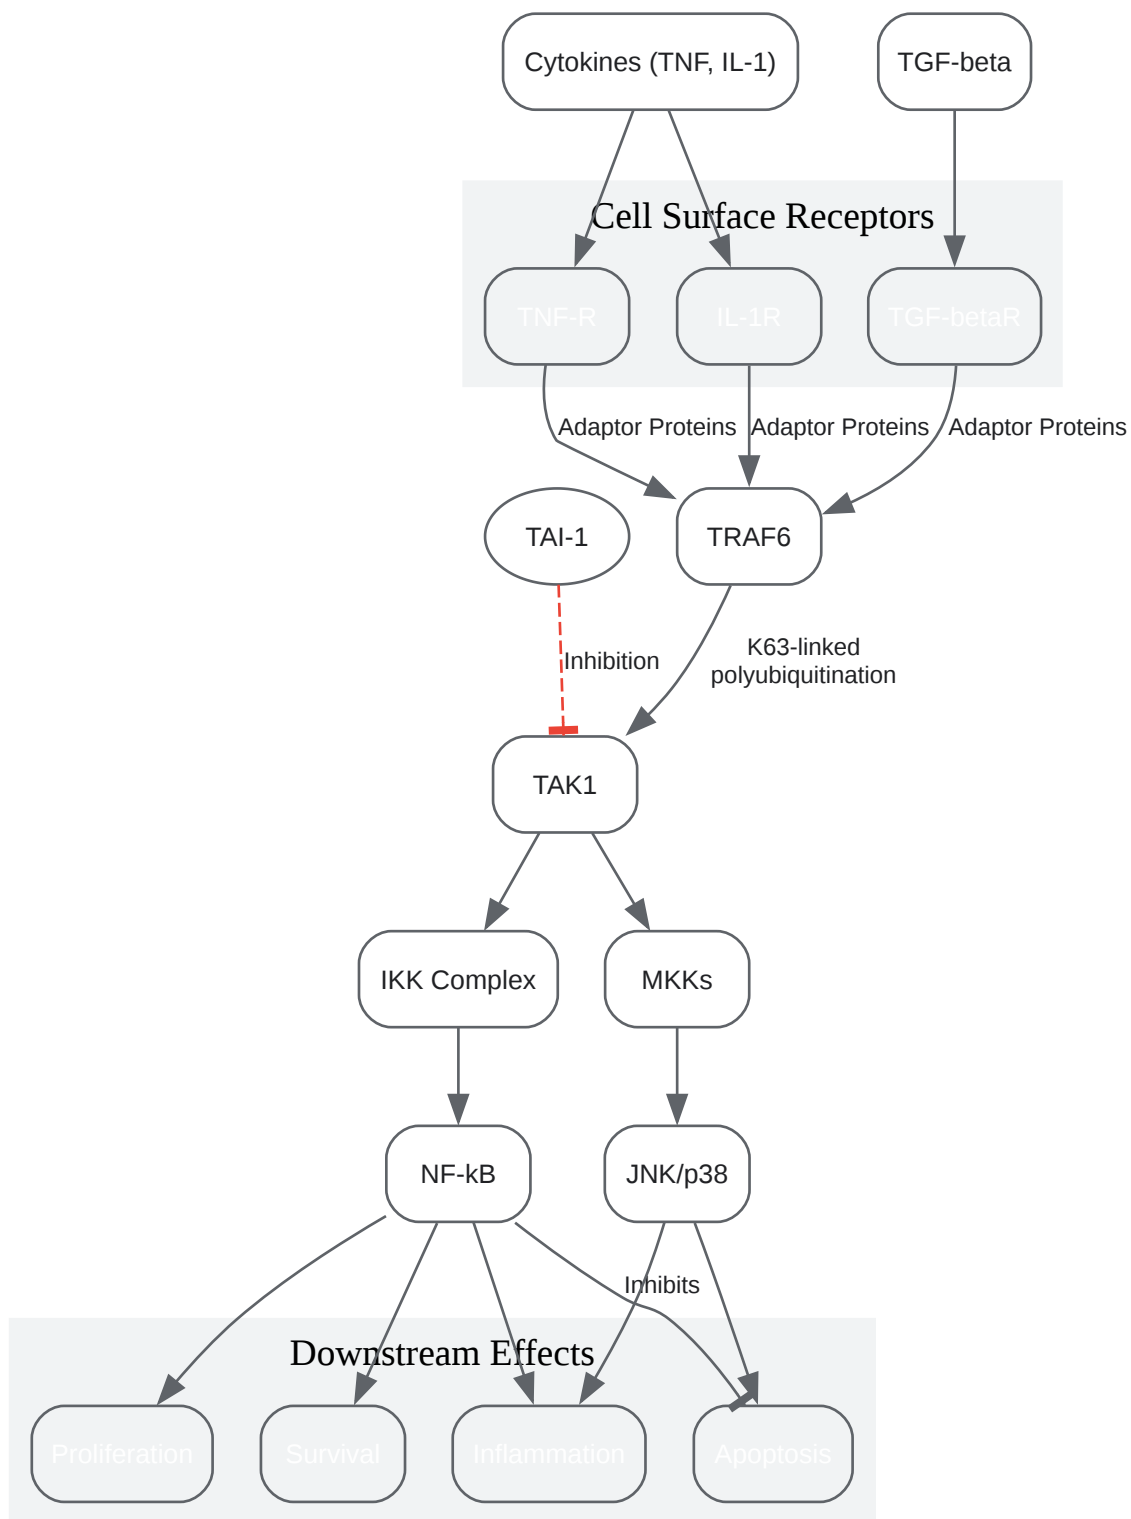 Cytokines (TNF, IL-1)
TGF-beta
Cell Surface Receptors
TNF-R
IL-1R
TGF-betaR
Adaptor Proteins
Adaptor Proteins
Adaptor Proteins
TAI-1
TRAF6
Inhibition
K63-linked
polyubiquitination
TAK1
IKK Complex
MKKs
NF-kB
JNK/p38
Inhibits
Downstream Effects
Proliferation
Survival
Inflammation
Apoptosis